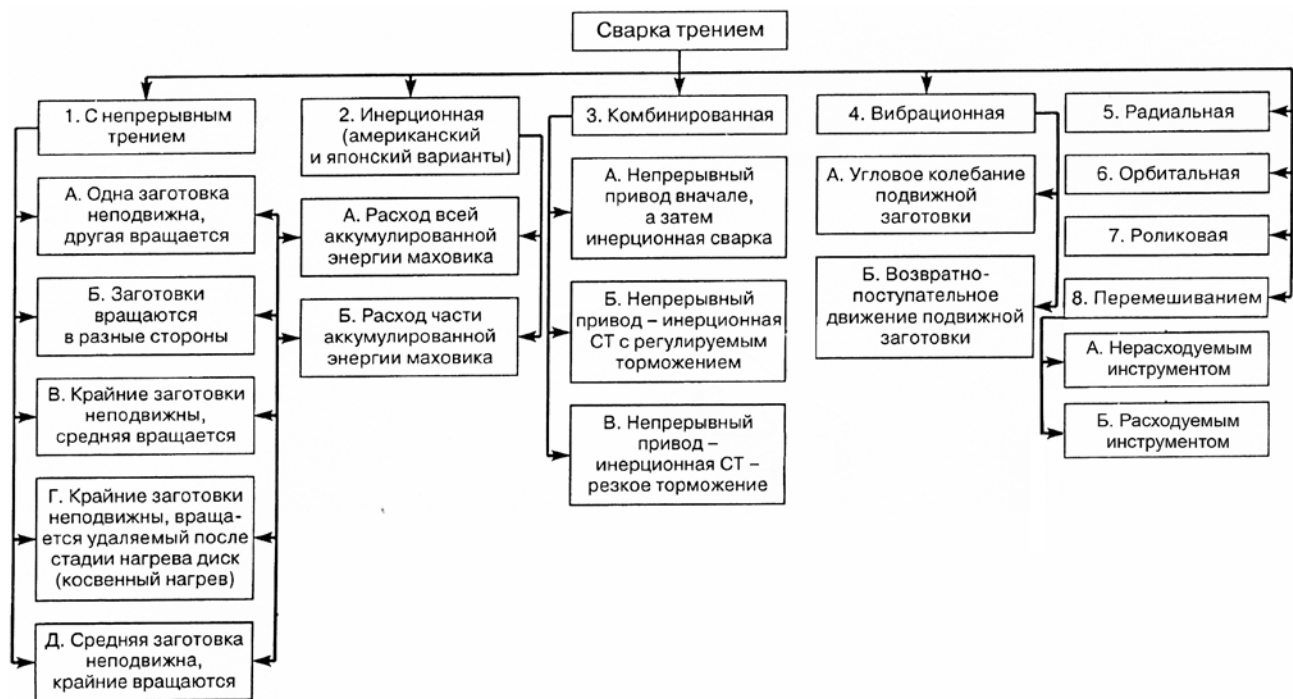 Сварка трением
1. С непрерывным
трением
А. Одна заготовка
неподвижна,
другая вращается
Б. Заготовки
вращаются
в разные стороны
В. Крайние заготовки
неподвижны,
средняя вращается
Г. Крайние заготовки
неподвижны, враща-
ется удаляемый после
стадии нагрева диск
(косвенный нагрев)
Д. Средняя заготовка
неподвижна,
крайние вращаются
2. Инерционная
(американский
и японский варианты)
А. Расход всей
аккумулированной
энергии маховика
Б. Расход части
аккумулированной
энергии маховика
3. Комбинированная
А. Непрерывный
привод вначале,
а затем
инерционная сварка
Б. Непрерывный
привод – инерционная
СТ с регулируемым
торможением
В. Непрерывный
привод –
инерционная СТ –
резкое торможение
4. Вибрационная
А. Угловое колебание
подвижной
заготовки
Б. Возвратно-
поступательное
движение подвижной
заготовки
5. Радиальная
6. Орбитальная
7. Роликовая
8. Перемешиванием
А. Нерасходуемым
инструментом
Б. Расходуемым
инструментом